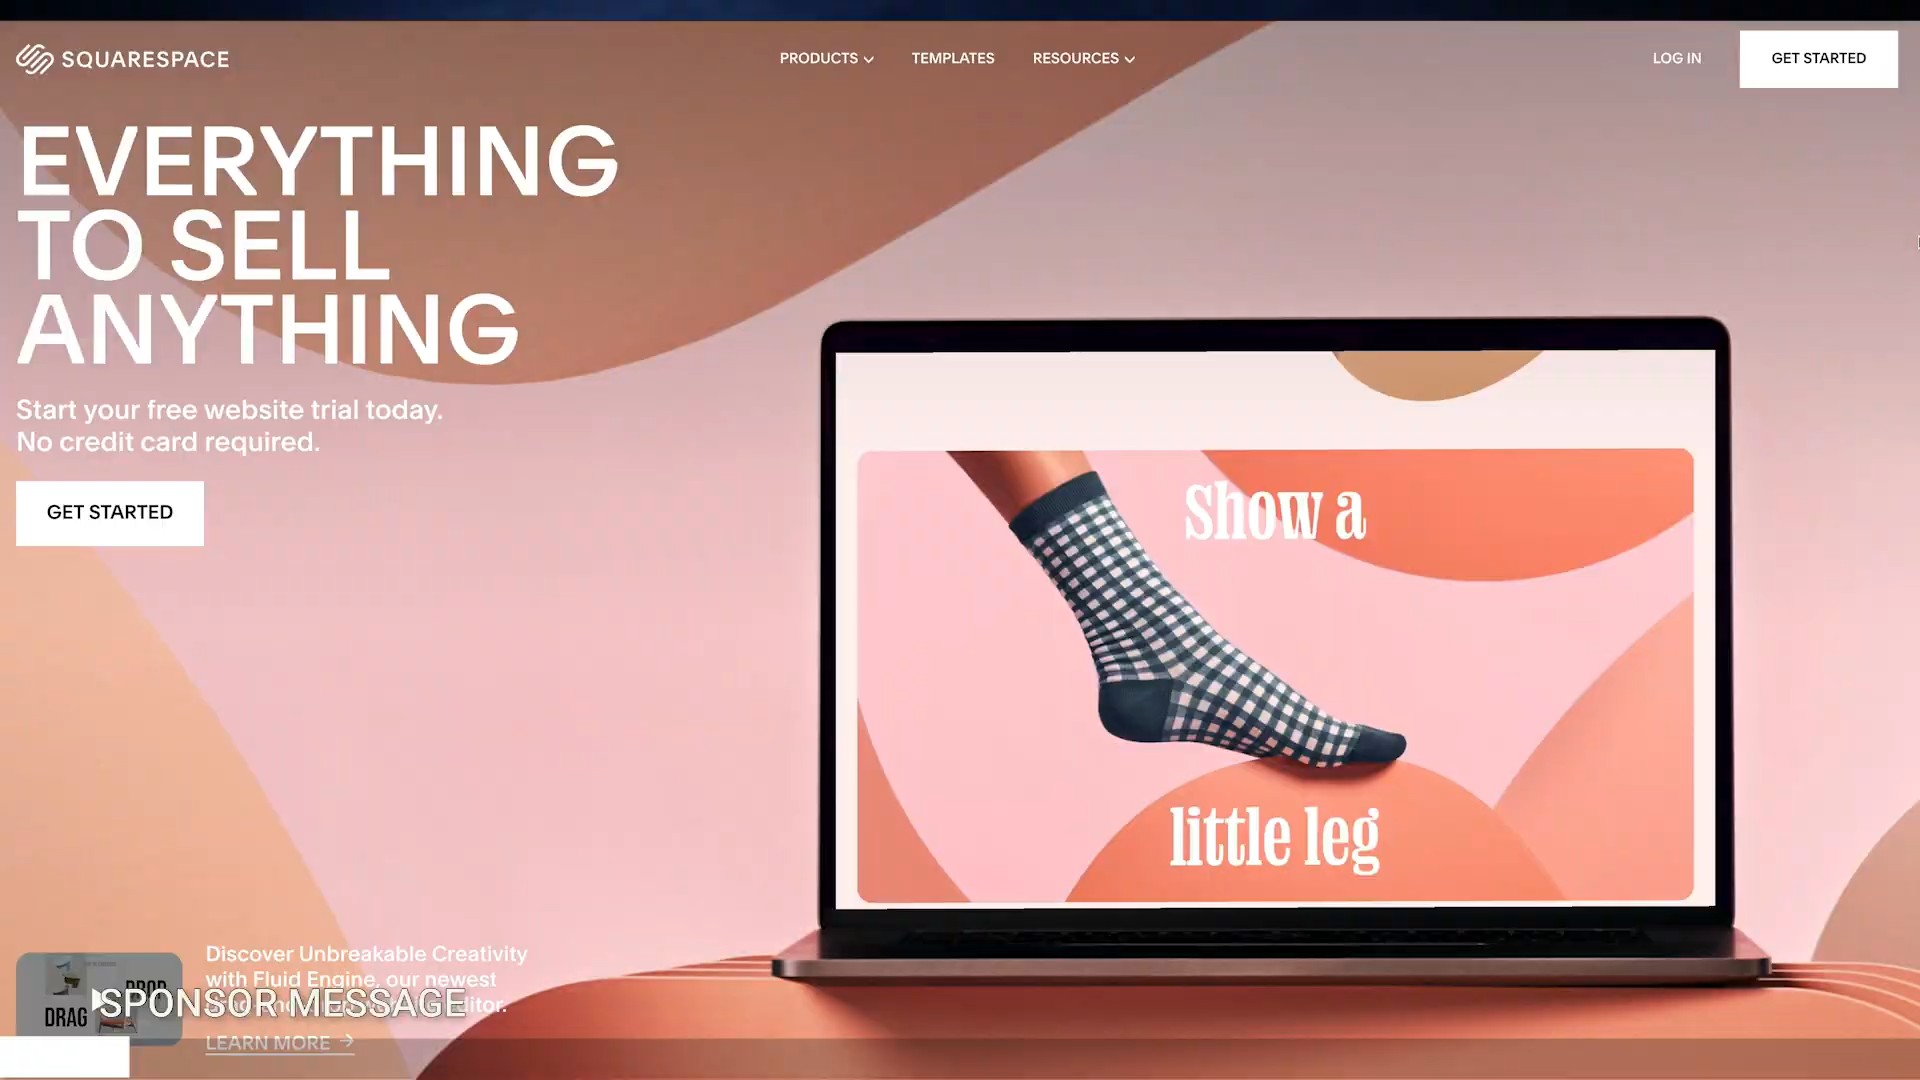 SQUARESPACE
PRODUCTS
TEMPLATES
RESOURCES
LOG IN
GET STARTED
EVERYTHING
TO SELL
ANYTHING
Start your free website trial today.
No credit card required.
GET STARTED
Show a
little leg
Discover Unbreakable Creativity
with Fluid Engine, our newest
editor.
DROP
DRAG
SPONSOR MESSAGE
LEARN MORE